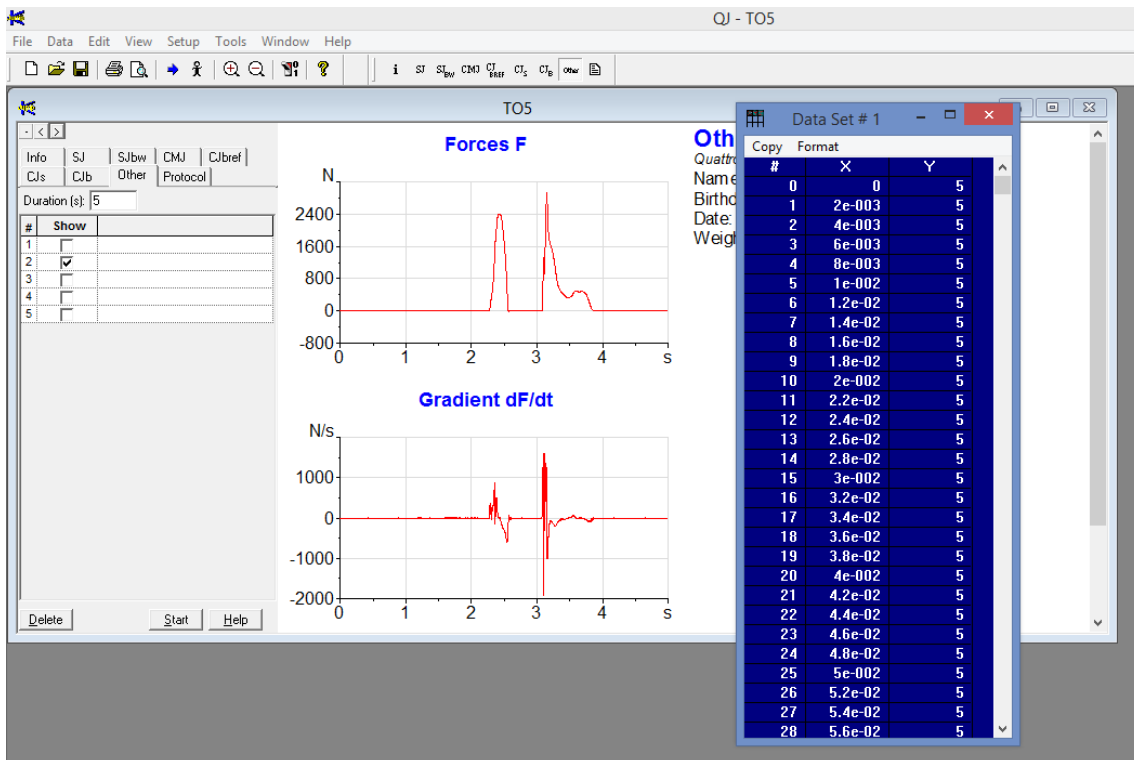 QJ - TO5
File Data Edit View Setup Tools Window Help
i SJ SJBW CMJ CJBREF CJS CJB Other
TO5
- < >
Info SJ SJbw CMJ CJbref
CJs CJb Other Protocol
Duration (s): 5
# Show
1
2
3
4
5
Delete Start Help
Forces F
N
2400
1600
800
0
-800
0 1 2 3 4 s
Gradient dF/dt
N/s
1000
0
-1000
-2000
0 1 2 3 4 s
Oth
Quattro
Name
Birthd
Date:
Weigh
Data Set # 1
Copy Format
# X Y
0 0 5
1 2e-003 5
2 4e-003 5
3 6e-003 5
4 8e-003 5
5 1e-002 5
6 1.2e-02 5
7 1.4e-02 5
8 1.6e-02 5
9 1.8e-02 5
10 2e-002 5
11 2.2e-02 5
12 2.4e-02 5
13 2.6e-02 5
14 2.8e-02 5
15 3e-002 5
16 3.2e-02 5
17 3.4e-02 5
18 3.6e-02 5
19 3.8e-02 5
20 4e-002 5
21 4.2e-02 5
22 4.4e-02 5
23 4.6e-02 5
24 4.8e-02 5
25 5e-002 5
26 5.2e-02 5
27 5.4e-02 5
28 5.6e-02 5